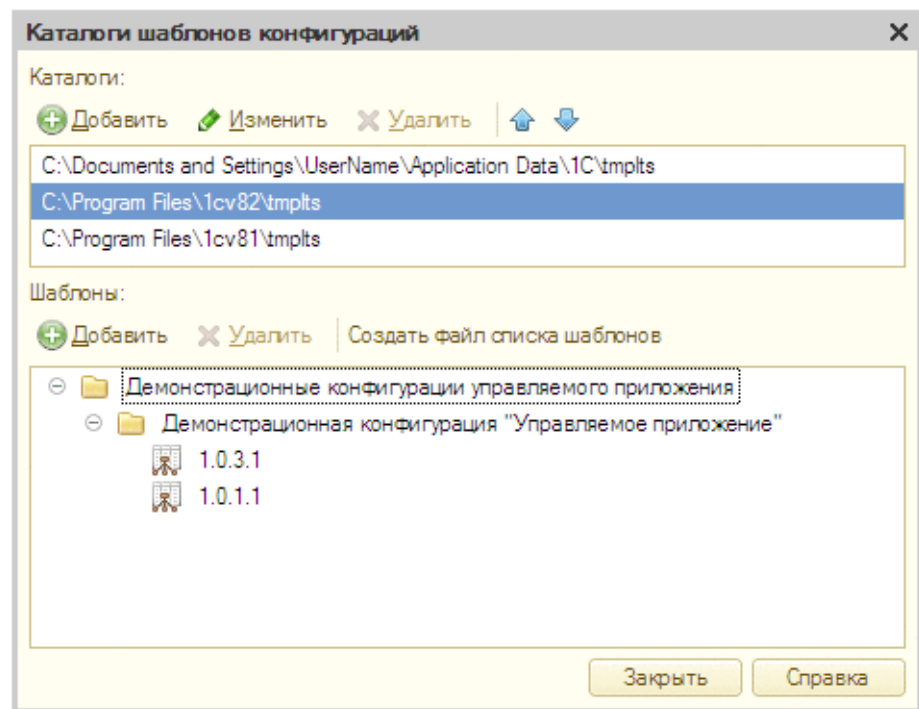 Каталоги шаблонов конфигураций
Каталоги:
Добавить Изменить Удалить
C:\Documents and Settings\UserName\Application Data\1C\tmplts
C:\Program Files\1cv82\tmplts
C:\Program Files\1cv81\tmplts
Шаблоны:
Добавить Удалить Создать файл списка шаблонов
Демонстрационные конфигурации управляемого приложения
Демонстрационная конфигурация "Управляемое приложение"
1.0.3.1
1.0.1.1
Закрыть Справка